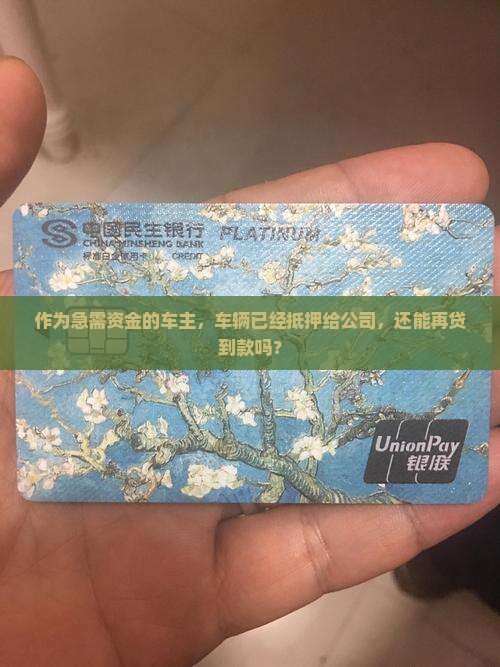 中国民生银行
PLATINUM
CHINA MINSHENG BANK
标准白金信用卡
CREDIT
作为急需资金的车主，车辆已经抵押给公司，还能再贷
到款吗？
UnionPay
银联